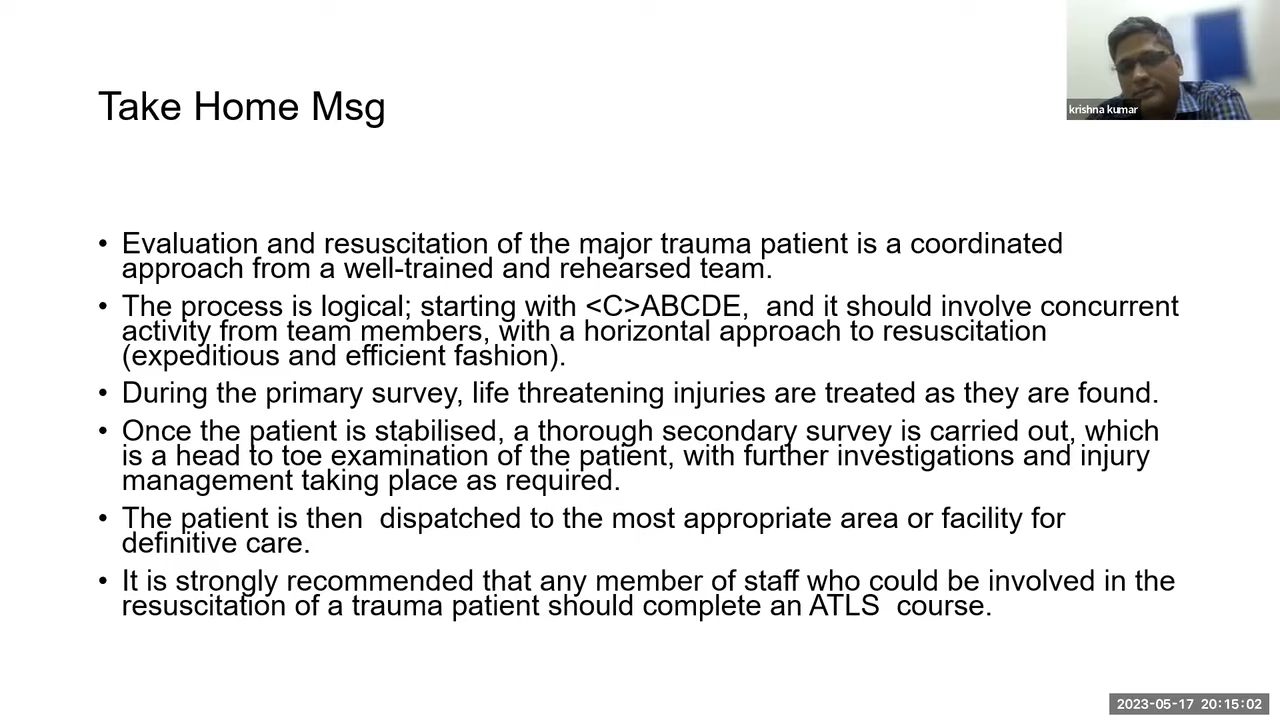 Take Home Msg
krishna kumar
• Evaluation and resuscitation of the major trauma patient is a coordinated
approach from a well-trained and rehearsed team.
• The process is logical; starting with <C>ABCDE,  and it should involve concurrent
activity from team members, with a horizontal approach to resuscitation
(expeditious and efficient fashion).
• During the primary survey, life threatening injuries are treated as they are found.
• Once the patient is stabilised, a thorough secondary survey is carried out, which
is a head to toe examination of the patient, with further investigations and injury
management taking place as required.
• The patient is then  dispatched to the most appropriate area or facility for
definitive care.
• It is strongly recommended that any member of staff who could be involved in the
resuscitation of a trauma patient should complete an ATLS  course.
2023-05-17 20:15:02